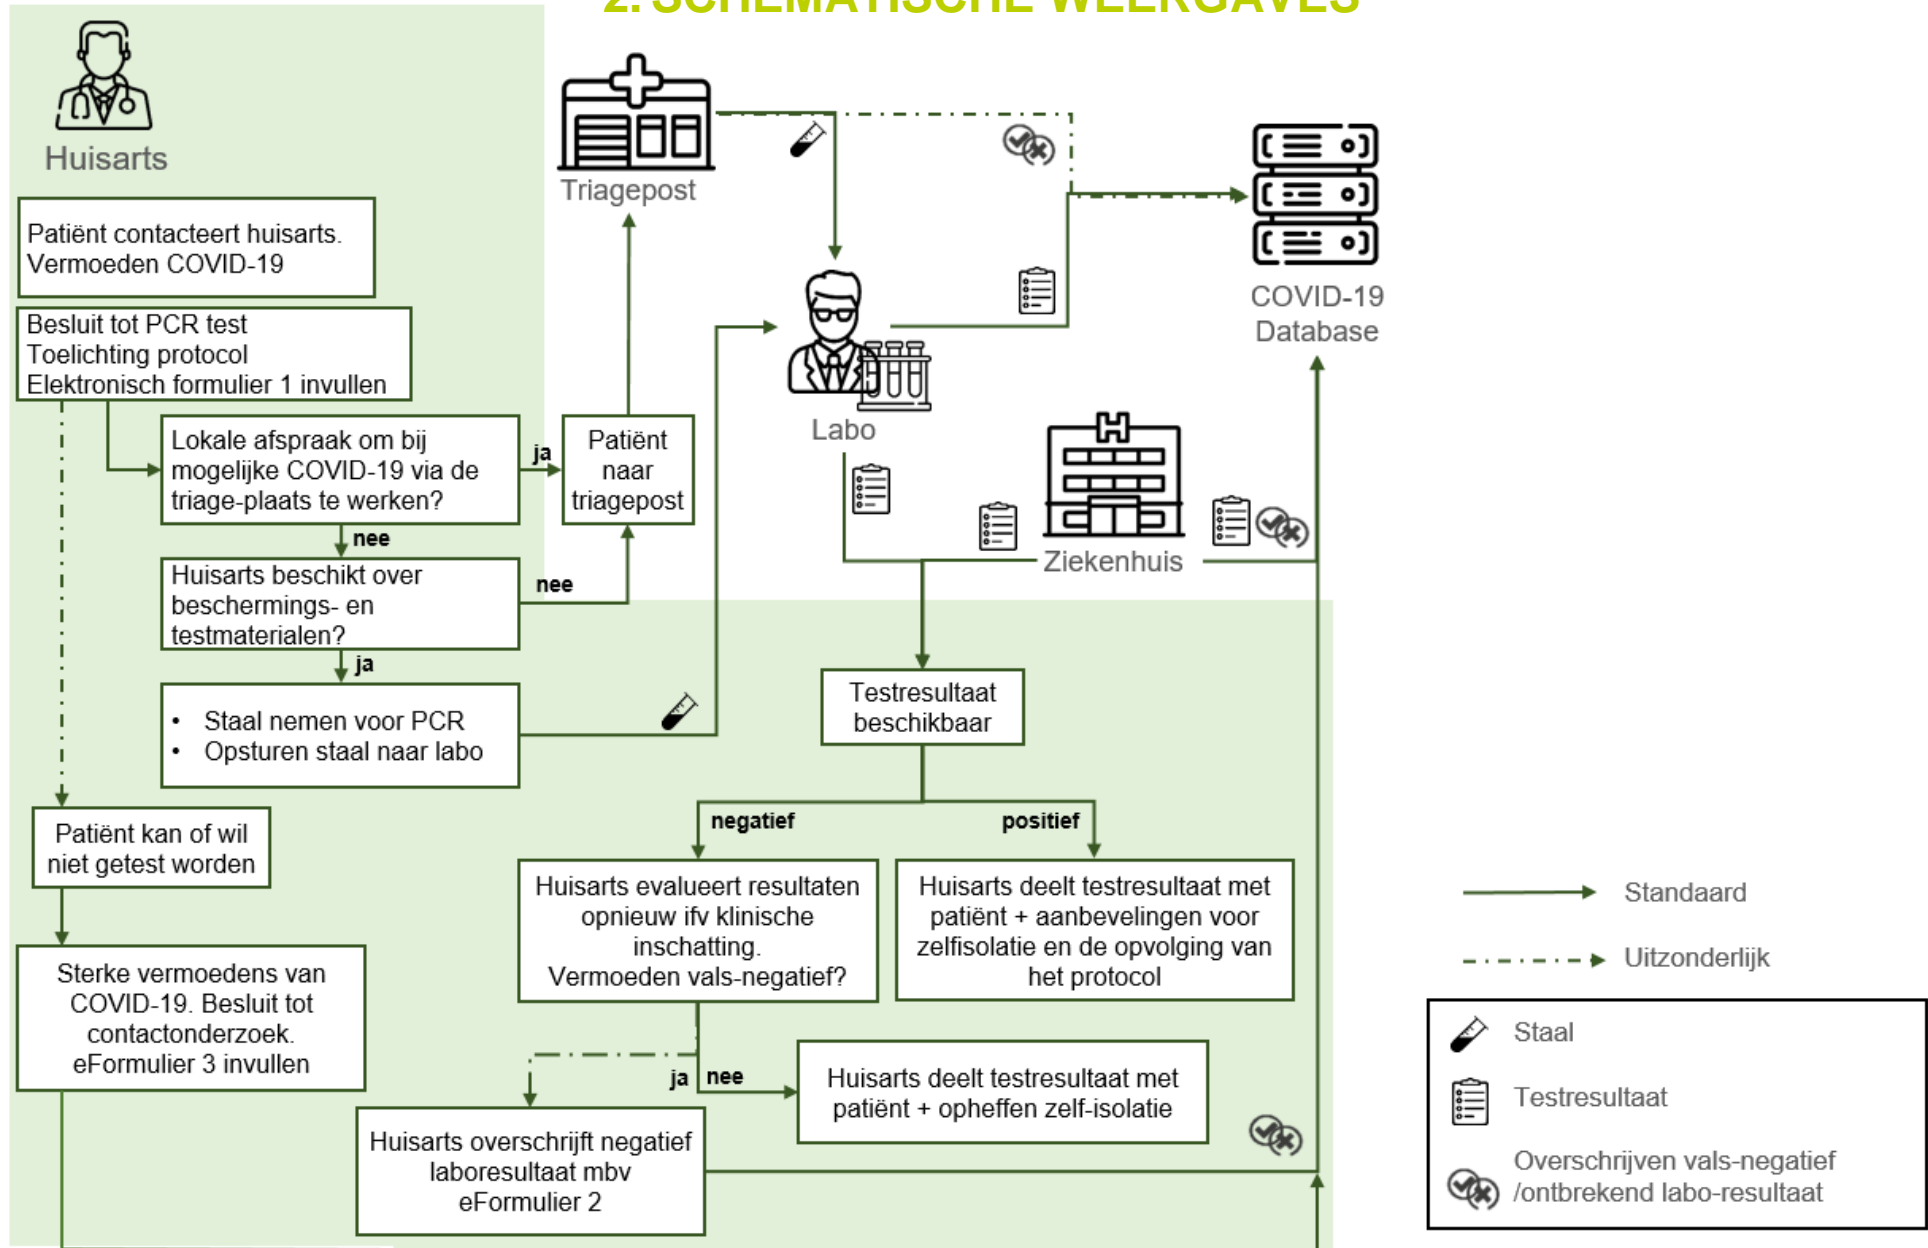 2. SCHEMATISCHE WEERGAVES
Huisarts
Triagepost
Patiënt contacteert huisarts.
Vermoeden COVID-19
COVID-19
Database
Besluit tot PCR test
Toelichting protocol
Elektronisch formulier 1 invullen
Lokale afspraak om bij
mogelijke COVID-19 via de
triage-plaats te werken?
ja
Patiënt
naar
triagepost
Labo
nee
Huisarts beschikt over
beschermings- en
testmaterialen?
nee
Ziekenhuis
ja
• Staal nemen voor PCR
• Opsturen staal naar labo
Testresultaat
beschikbaar
Patiënt kan of wil
niet getest worden
negatief
positief
Huisarts evalueert resultaten
opnieuw ifv klinische
inschatting.
Vermoeden vals-negatief?
Huisarts deelt testresultaat met
patiënt + aanbevelingen voor
zelfisolatie en de opvolging van
het protocol
Sterke vermoedens van
COVID-19. Besluit tot
contactonderzoek.
eFormulier 3 invullen
ja
nee
Huisarts deelt testresultaat met
patiënt + opheffen zelf-isolatie
Huisarts overschrijft negatief
laboresultaat mbv
eFormulier 2
Standaard
Uitzonderlijk
Staal
Testresultaat
Overschrijven vals-negatief
/ontbrekend labo-resultaat